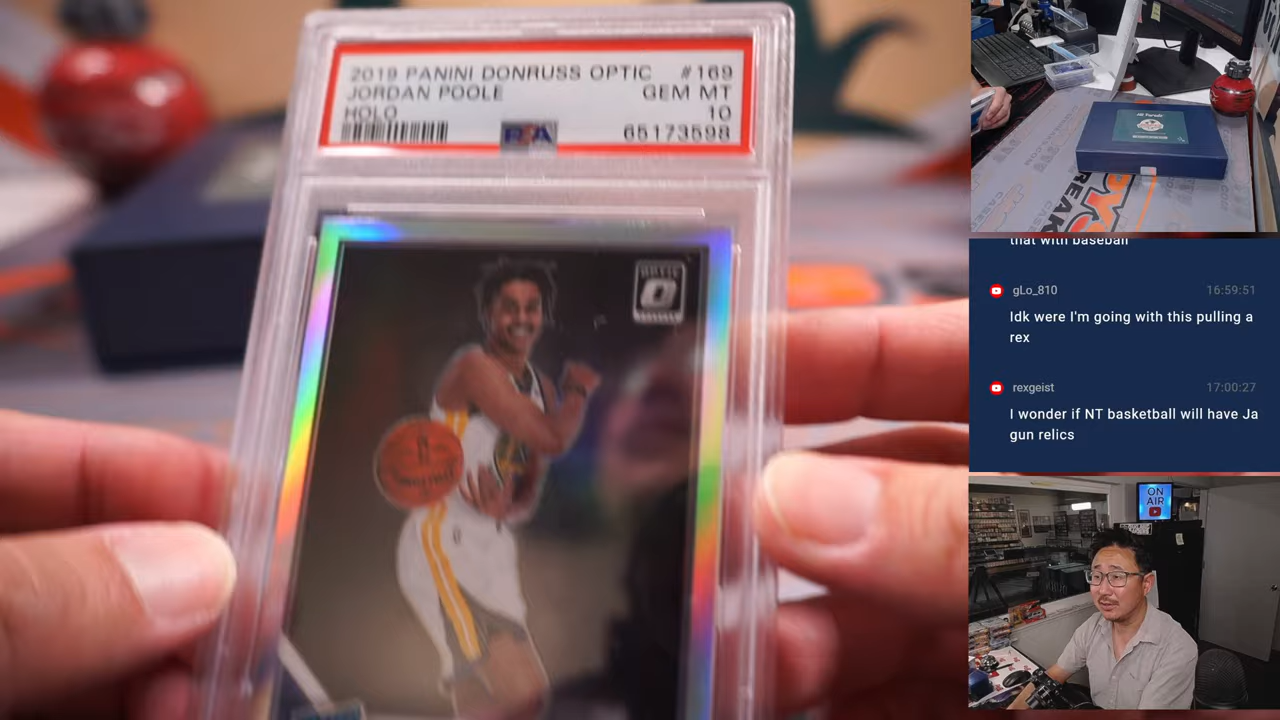 2019 PANINI DONRUSS OPTIC #169
JORDAN POOLE GEM MT
HOLO 10
PSA 65173598
OPTIC
that with baseball
gLo_810 16:59:51
Idk were I'm going with this pulling a
rex
rexgeist 17:00:27
I wonder if NT basketball will have Ja
gun relics
ON
AIR